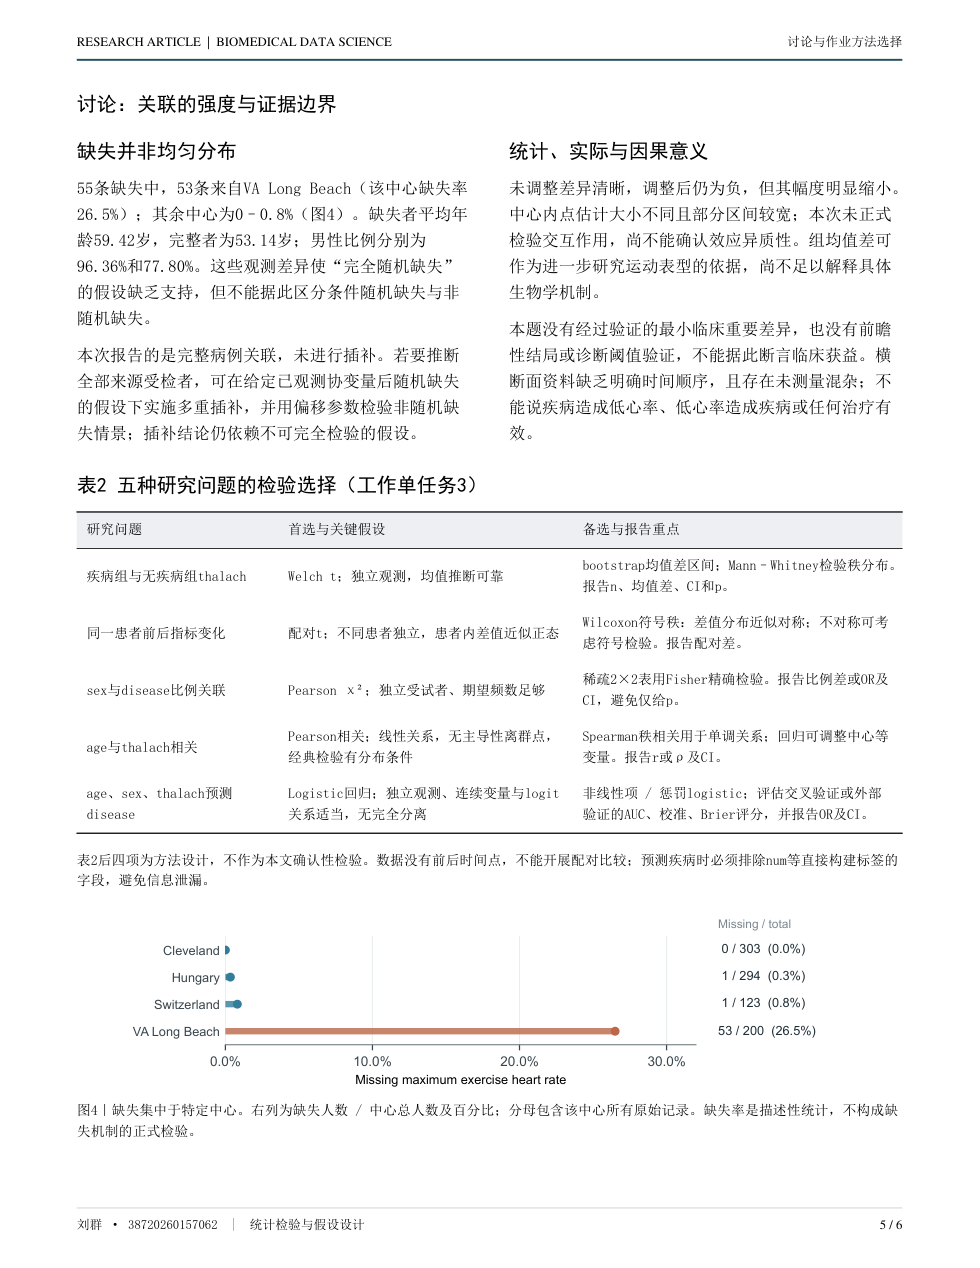 RESEARCH ARTICLE | BIOMEDICAL DATA SCIENCE
讨论与作业方法选择
讨论：关联的强度与证据边界
缺失并非均匀分布
55条缺失中，53条来自VA Long Beach（该中心缺失率
26.5%）；其余中心为0–0.8%（图4）。缺失者平均年
龄59.42岁，完整者为53.14岁；男性比例分别为
96.36%和77.80%。这些观测差异使“完全随机缺失”
的假设缺乏支持，但不能据此区分条件随机缺失与非
随机缺失。
本次报告的是完整病例关联，未进行插补。若要推断
全部来源受检者，可在给定已观测协变量后随机缺失
的假设下实施多重插补，并用偏移参数检验非随机缺
失情景；插补结论仍依赖不可完全检验的假设。
统计、实际与因果意义
未调整差异清晰，调整后仍为负，但其幅度明显缩小。
中心内点估计大小不同且部分区间较宽；本次未正式
检验交互作用，尚不能确认效应异质性。组均值差可
作为进一步研究运动表型的依据，尚不足以解释具体
生物学机制。
本题没有经过验证的最小临床重要差异，也没有前瞻
性结局或诊断阈值验证，不能据此断言临床获益。横
断面资料缺乏明确时间顺序，且存在未测量混杂；不
能说疾病造成低心率、低心率造成疾病或任何治疗有
效。
表2 五种研究问题的检验选择（工作单任务3）
研究问题
首选与关键假设
备选与报告重点
疾病组与无疾病组thalach
Welch t；独立观测，均值推断可靠
bootstrap均值差区间；Mann–Whitney检验秩分布。
报告n、均值差、CI和p。
同一患者前后指标变化
配对t；不同患者独立，患者内差值近似正态
Wilcoxon符号秩：差值分布近似对称；不对称可考
虑符号检验。报告配对差。
sex与disease比例关联
Pearson χ²；独立受试者、期望频数足够
稀疏2×2表用Fisher精确检验。报告比例差或OR及
CI，避免仅给p。
age与thalach相关
Pearson相关；线性关系，无主导性离群点，
经典检验有分布条件
Spearman秩相关用于单调关系；回归可调整中心等
变量。报告r或ρ及CI。
age、sex、thalach预测
disease
Logistic回归；独立观测、连续变量与logit
关系适当，无完全分离
非线性项 / 惩罚logistic；评估交叉验证或外部
验证的AUC、校准、Brier评分，并报告OR及CI。
表2后四项为方法设计，不作为本文确认性检验。数据没有前后时间点，不能开展配对比较；预测疾病时必须排除num等直接构建标签的
字段，避免信息泄漏。
Missing / total
Cleveland
0 / 303 (0.0%)
Hungary
1 / 294 (0.3%)
Switzerland
1 / 123 (0.8%)
VA Long Beach
53 / 200 (26.5%)
0.0%
10.0%
20.0%
30.0%
Missing maximum exercise heart rate
图4｜缺失集中于特定中心。右列为缺失人数 / 中心总人数及百分比；分母包含该中心所有原始记录。缺失率是描述性统计，不构成缺
失机制的正式检验。
刘群 • 38720260157062 ｜ 统计检验与假设设计
5 / 6